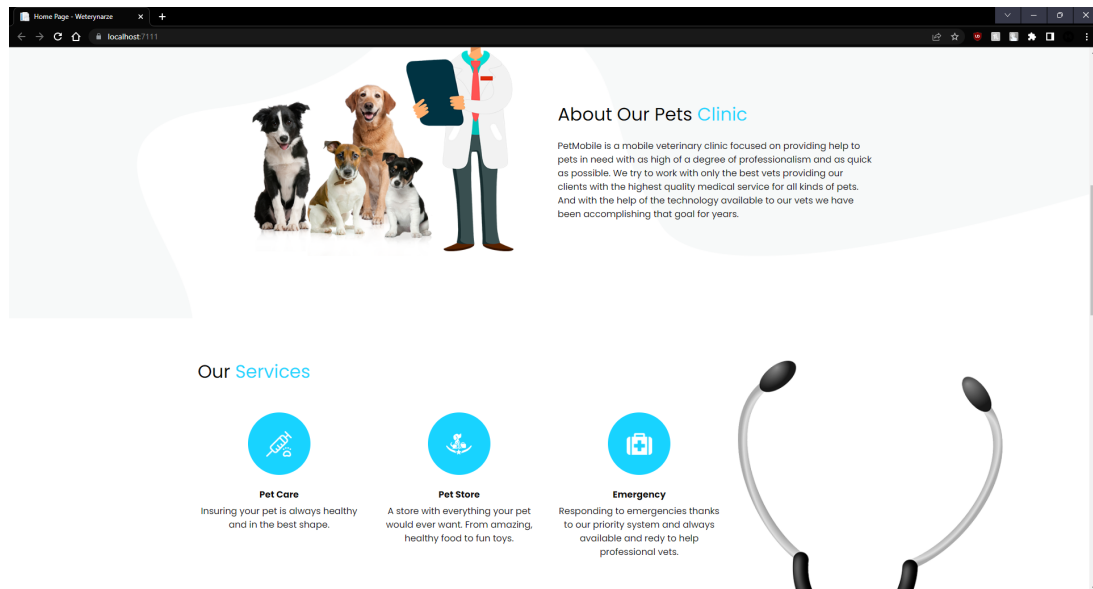 Home Page - Weterynarze
localhost:7111
About Our Pets Clinic
PetMobile is a mobile veterinary clinic focused on providing help to
pets in need with as high of a degree of professionalism and as quick
as possible. We try to work with only the best vets providing our
clients with the highest quality medical service for all kinds of pets.
And with the help of the technology available to our vets we have
been accomplishing that goal for years.
Our Services
Pet Care
Insuring your pet is always healthy
and in the best shape.
Pet Store
A store with everything your pet
would ever want. From amazing,
healthy food to fun toys.
Emergency
Responding to emergencies thanks
to our priority system and always
available and redy to help
professional vets.